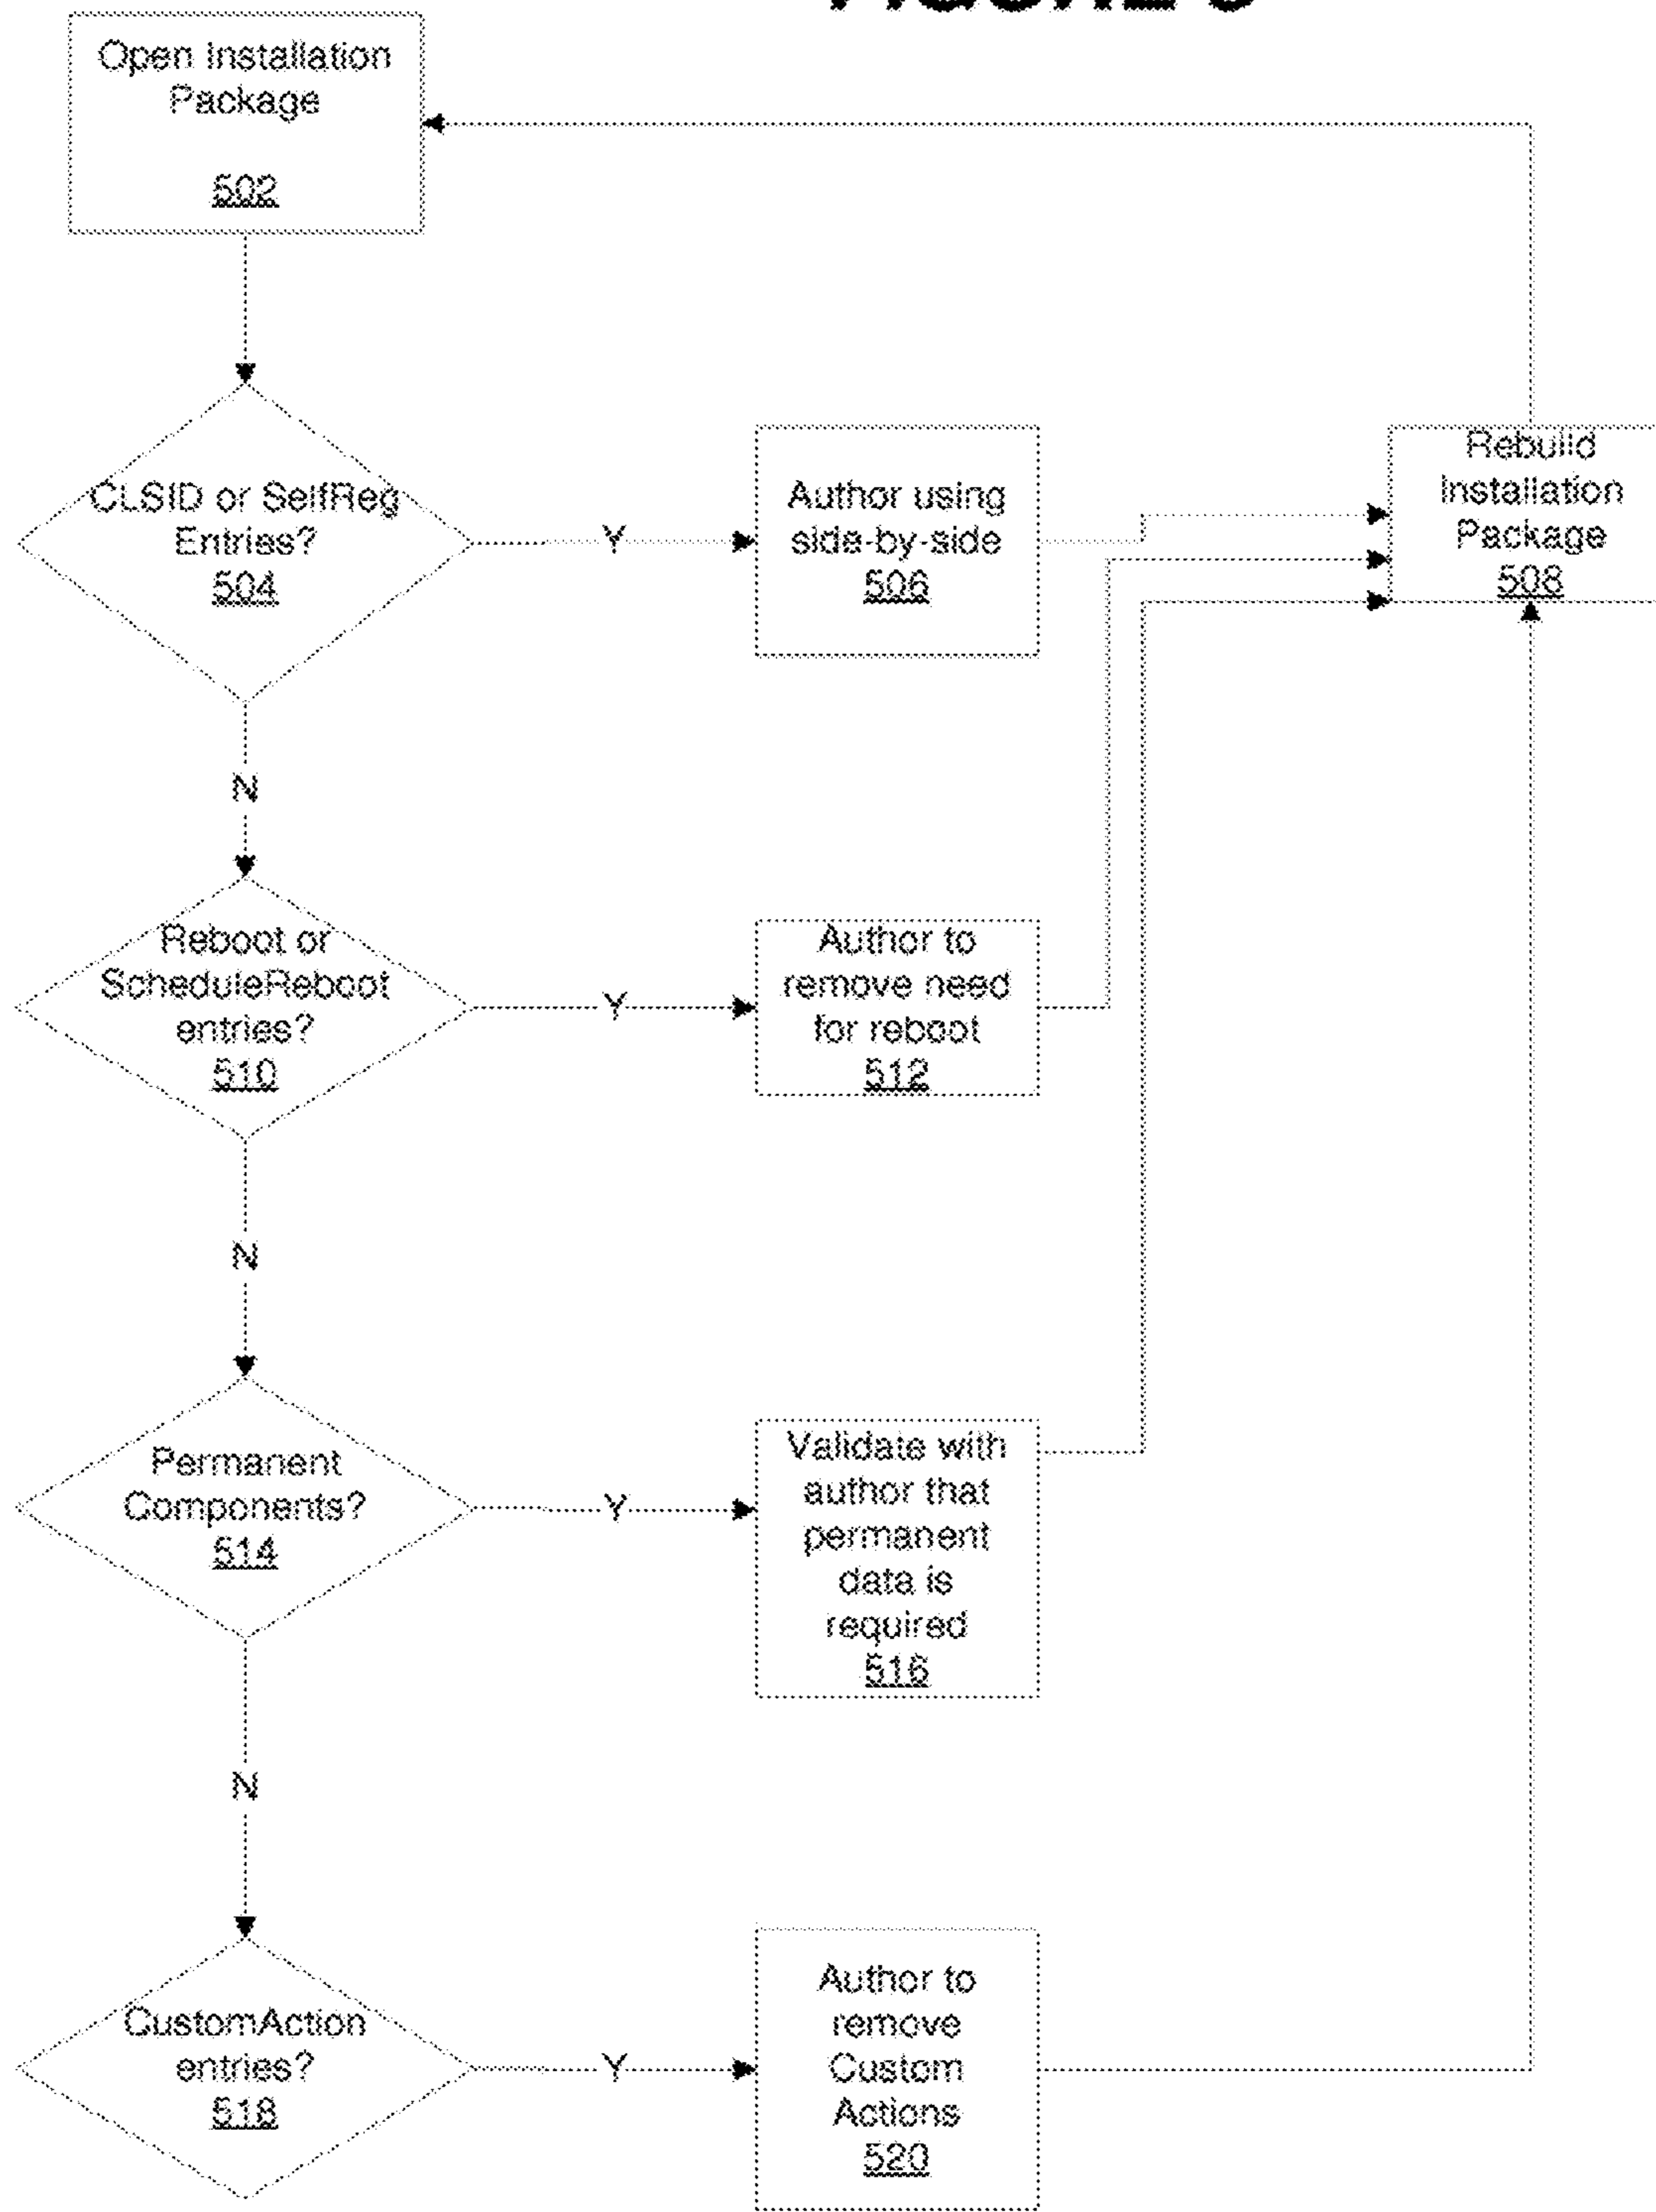 Open Installation
Package
502
CLSID or SelfReg
Entries?
504
Y
Author using
side-by-side
506
Rebuild
Installation
Package
508
N
Reboot or
ScheduleReboot
entries?
510
Y
Author to
remove need
for reboot
512
N
Permanent
Components?
514
Y
Validate with
author that
permanent
data is
required
516
N
CustomAction
entries?
518
Y
Author to
remove
Custom
Actions
520